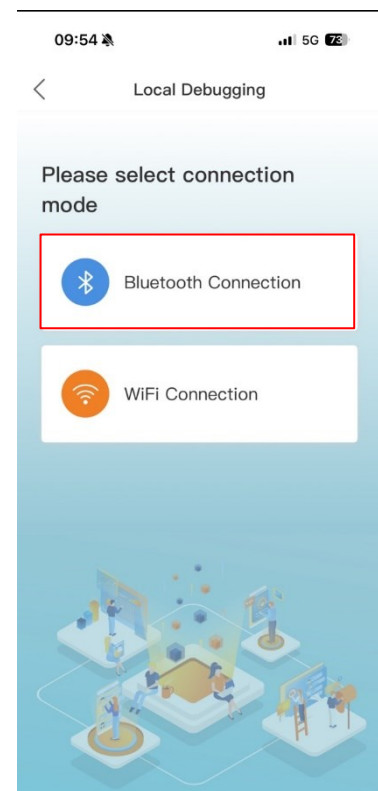 09:54
5G 73
Local Debugging
Please select connection
mode
Bluetooth Connection
WiFi Connection